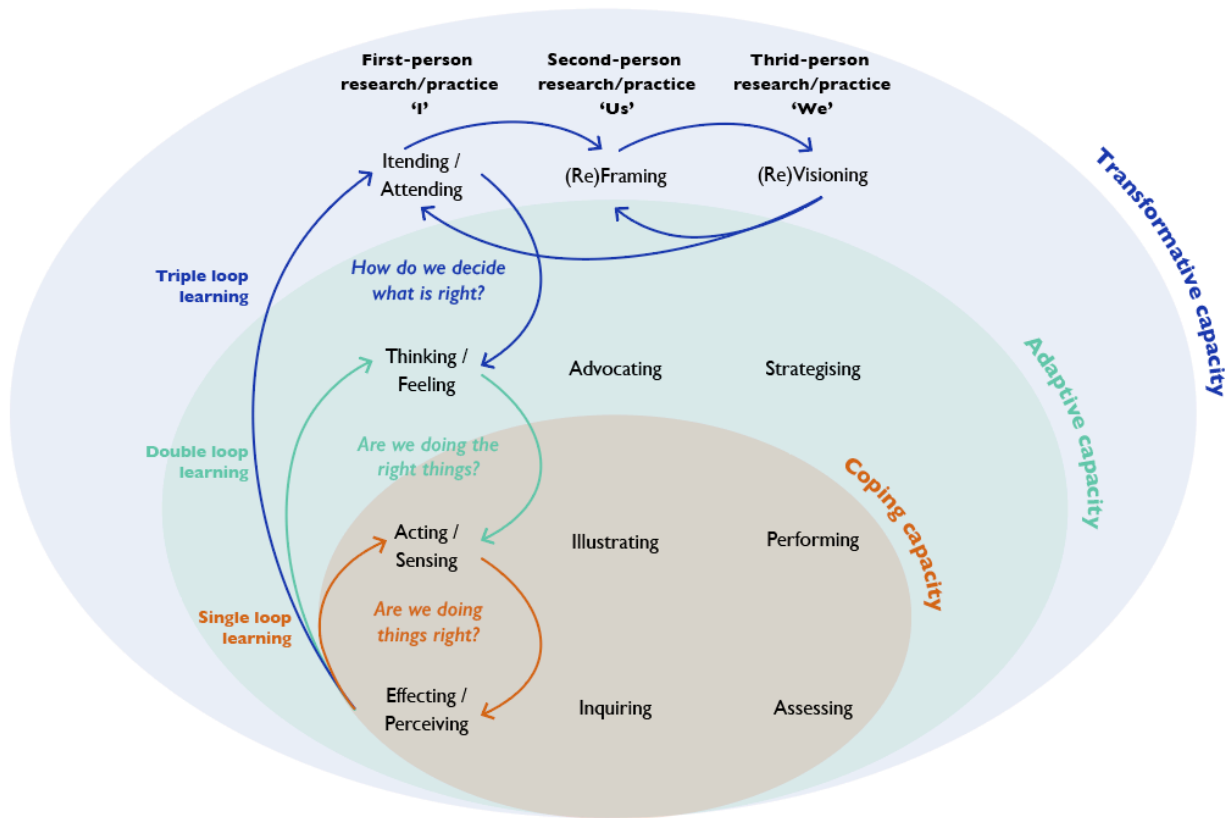 First-person
research/practice
‘I’
Second-person
research/practice
‘Us’
Thrid-person
research/practice
‘We’
Itending /
Attending
(Re)Framing
(Re)Visioning
Transformative capacity
Triple loop
learning
How do we decide
what is right?
Thinking /
Feeling
Advocating
Strategising
Adaptive capacity
Double loop
learning
Are we doing the
right things?
Coping capacity
Acting /
Sensing
Illustrating
Performing
Single loop
learning
Are we doing
things right?
Effecting /
Perceiving
Inquiring
Assessing